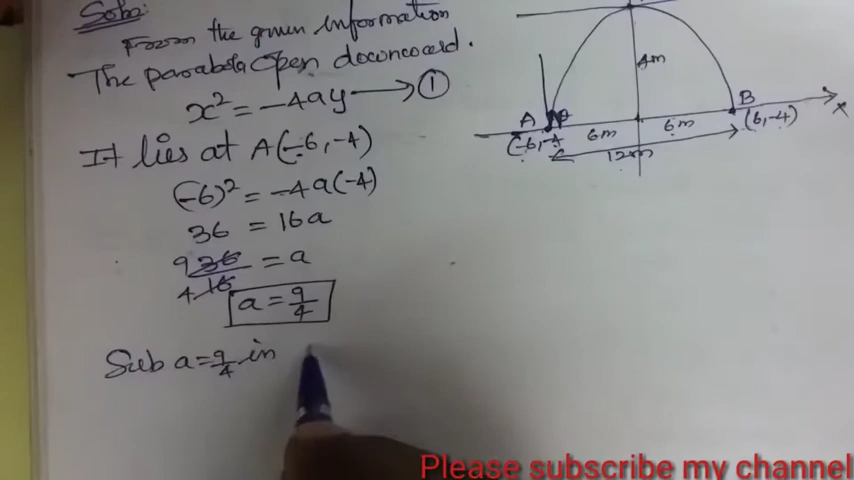 Soln:
From the given information
The parabola open downward.
x² = -4ay → ①
It lies at A(-6, -4)
(-6)² = -4a(-4)
36 = 16a
9 36/4 16 = a
a = 9/4
Sub a = 9/4 in
4m
A
B
x
(-6, -4
6m
6m
(6, -4)
12m
Please subscribe my channel